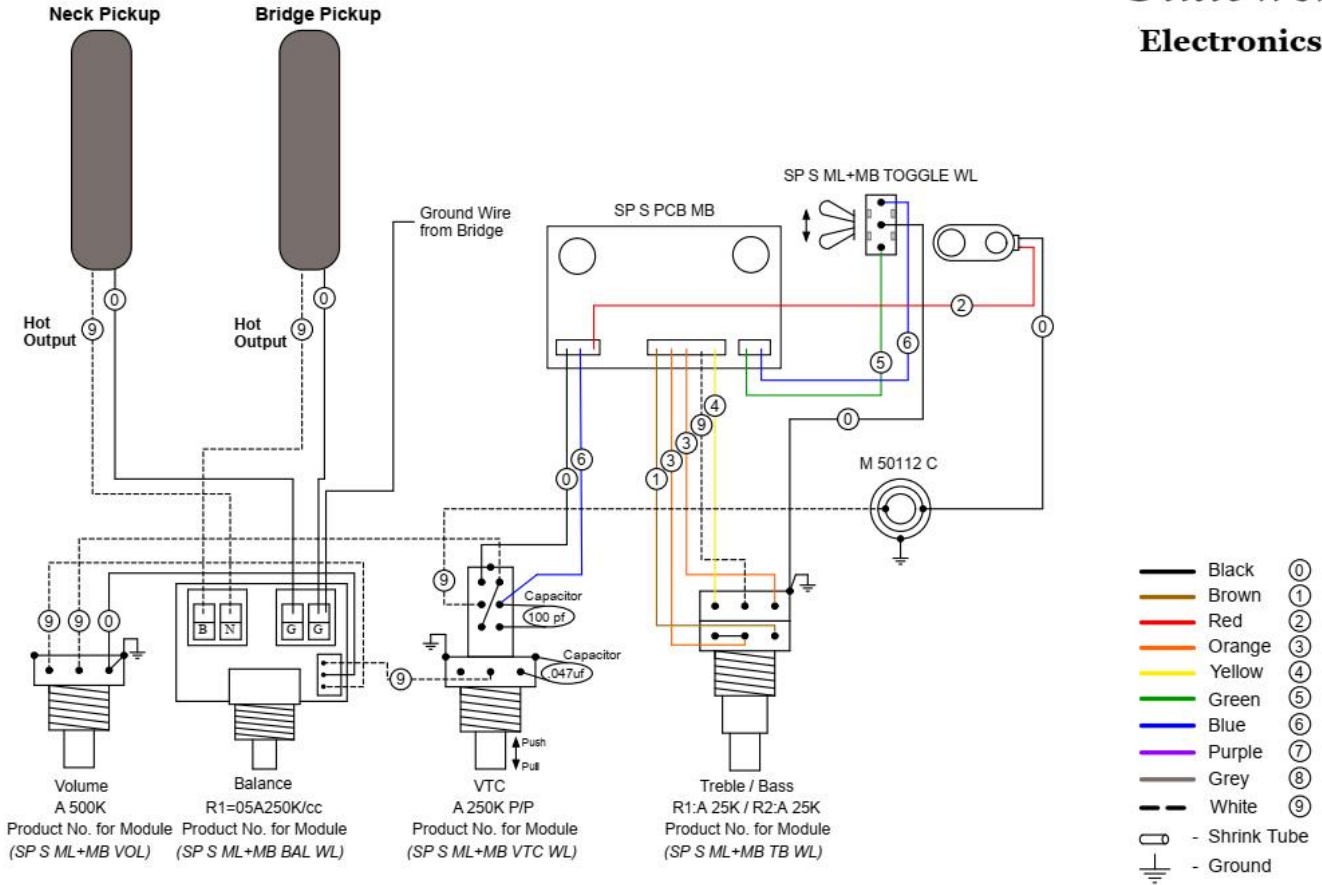 Neck Pickup
Bridge Pickup
Electronics
SP S ML+MB TOGGLE WL
SP S PCB MB
Ground Wire
from Bridge
0
0
2
0
Hot
Output
9
Hot
Output
9
6
5
4
9
3
3
1
0
M 50112 C
6
0
9
Capacitor
100 pf
B
N
G
G
9
9
0
Capacitor
.047uf
9
Push
Pull
Volume
A 500K
Product No. for Module
(SP S ML+MB VOL)
Balance
R1=05A250K/cc
Product No. for Module
(SP S ML+MB BAL WL)
VTC
A 250K P/P
Product No. for Module
(SP S ML+MB VTC WL)
Treble / Bass
R1:A 25K / R2:A 25K
Product No. for Module
(SP S ML+MB TB WL)
Black 0
Brown 1
Red 2
Orange 3
Yellow 4
Green 5
Blue 6
Purple 7
Grey 8
White 9
- Shrink Tube
- Ground